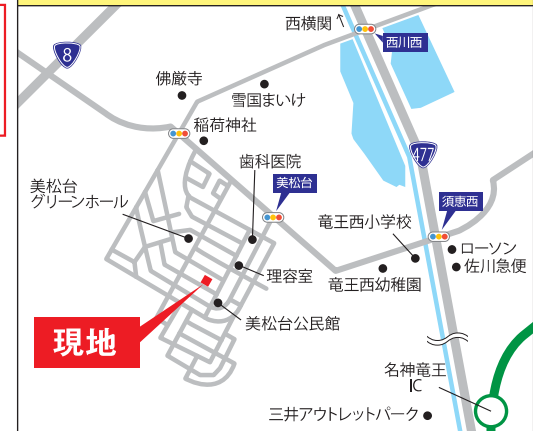 西横関
西川西
8
佛厳寺
雪国まいけ
稲荷神社
477
歯科医院
美松台
美松台
グリーンホール
須恵西
竜王西小学校
ローソン
佐川急便
理容室
竜王西幼稚園
美松台公民館
現地
名神竜王
IC
三井アウトレットパーク